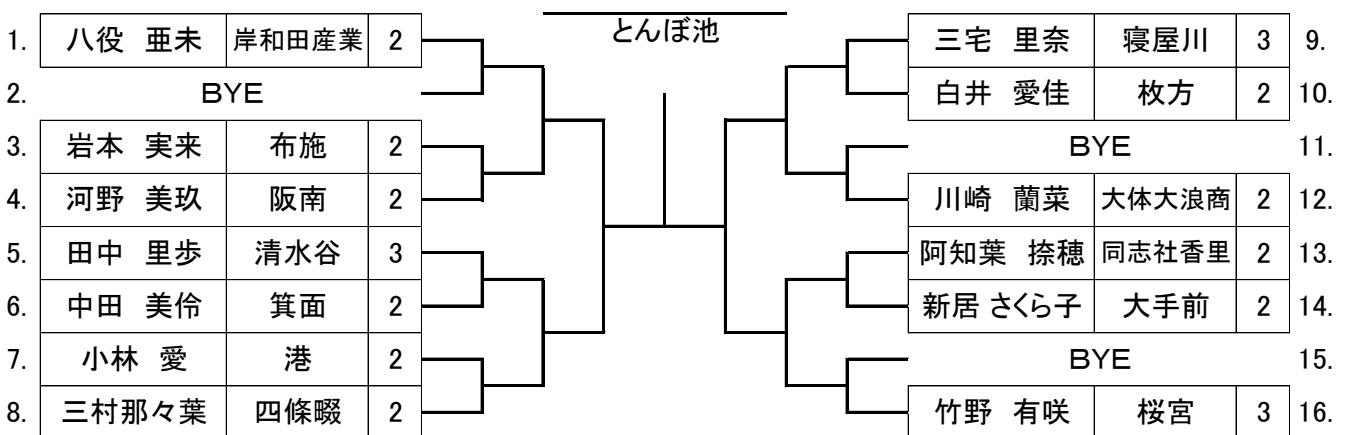 とんぼ池
1. 八役 亜未 岸和田産業 2
2. BYE
3. 岩本 実来 布施 2
4. 河野 美玖 阪南 2
5. 田中 里歩 清水谷 3
6. 中田 美伶 箕面 2
7. 小林 愛 港 2
8. 三村那々葉 四條畷 2
三宅 里奈 寝屋川 3 9.
白井 愛佳 枚方 2 10.
BYE 11.
川崎 蘭菜 大体大浪商 2 12.
阿知葉 捺穂 同志社香里 2 13.
新居 さくら子 大手前 2 14.
BYE 15.
竹野 有咲 桜宮 3 16.